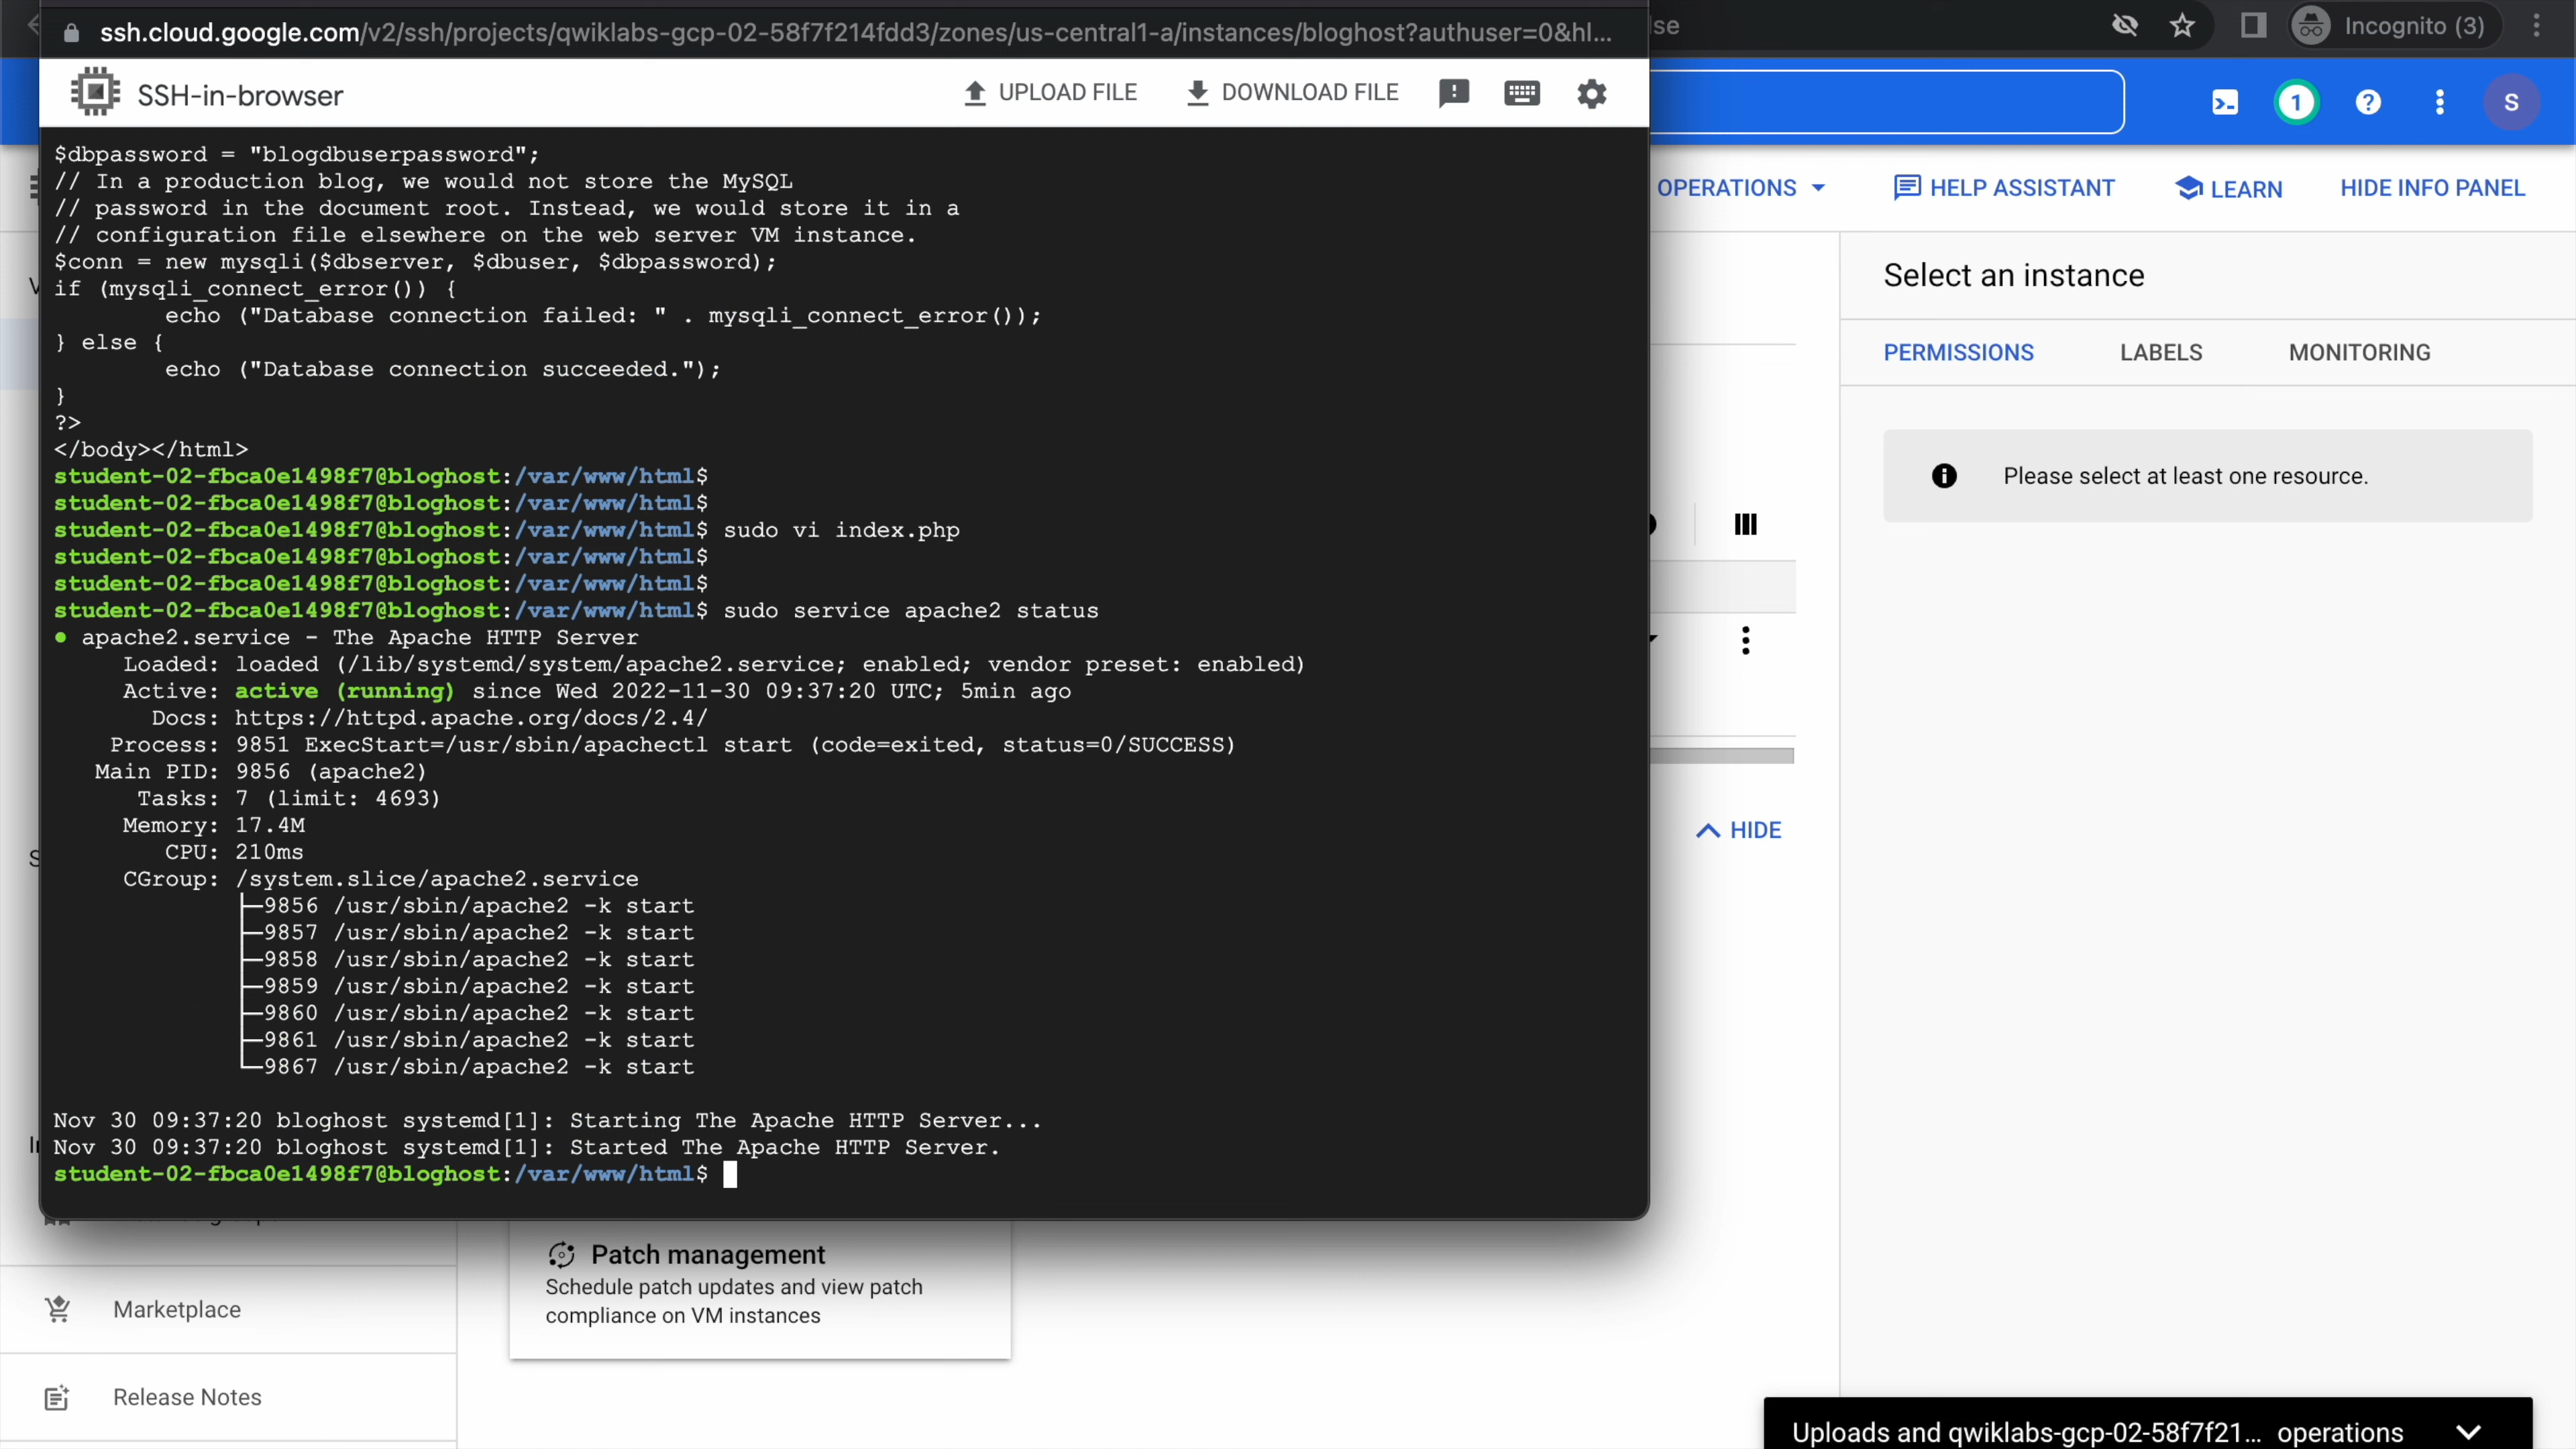 ssh.cloud.google.com/v2/ssh/projects/qwiklabs-gcp-02-58f7f214fdd3/zones/us-central1-a/instances/bloghost?authuser=0&hl...
lse
Incognito (3)
SSH-in-browser
UPLOAD FILE
DOWNLOAD FILE
1
S
OPERATIONS
HELP ASSISTANT
LEARN
HIDE INFO PANEL
$dbpassword = "blogdbuserpassword";
// In a production blog, we would not store the MySQL
// password in the document root. Instead, we would store it in a
// configuration file elsewhere on the web server VM instance.
$conn = new mysqli($dbserver, $dbuser, $dbpassword);
if (mysqli_connect_error()) {
        echo ("Database connection failed: " . mysqli_connect_error());
} else {
        echo ("Database connection succeeded.");
}
?>
</body></html>
student-02-fbca0e1498f7@bloghost:/var/www/html$
student-02-fbca0e1498f7@bloghost:/var/www/html$
student-02-fbca0e1498f7@bloghost:/var/www/html$ sudo vi index.php
student-02-fbca0e1498f7@bloghost:/var/www/html$
student-02-fbca0e1498f7@bloghost:/var/www/html$
student-02-fbca0e1498f7@bloghost:/var/www/html$ sudo service apache2 status
● apache2.service - The Apache HTTP Server
     Loaded: loaded (/lib/systemd/system/apache2.service; enabled; vendor preset: enabled)
     Active: active (running) since Wed 2022-11-30 09:37:20 UTC; 5min ago
       Docs: https://httpd.apache.org/docs/2.4/
    Process: 9851 ExecStart=/usr/sbin/apachectl start (code=exited, status=0/SUCCESS)
   Main PID: 9856 (apache2)
      Tasks: 7 (limit: 4693)
     Memory: 17.4M
        CPU: 210ms
     CGroup: /system.slice/apache2.service
             ├─9856 /usr/sbin/apache2 -k start
             ├─9857 /usr/sbin/apache2 -k start
             ├─9858 /usr/sbin/apache2 -k start
             ├─9859 /usr/sbin/apache2 -k start
             ├─9860 /usr/sbin/apache2 -k start
             ├─9861 /usr/sbin/apache2 -k start
             └─9867 /usr/sbin/apache2 -k start
Nov 30 09:37:20 bloghost systemd[1]: Starting The Apache HTTP Server...
Nov 30 09:37:20 bloghost systemd[1]: Started The Apache HTTP Server.
student-02-fbca0e1498f7@bloghost:/var/www/html$
Select an instance
PERMISSIONS
LABELS
MONITORING
Please select at least one resource.
HIDE
Patch management
Schedule patch updates and view patch
compliance on VM instances
Marketplace
Release Notes
Uploads and qwiklabs-gcp-02-58f7f21... operations